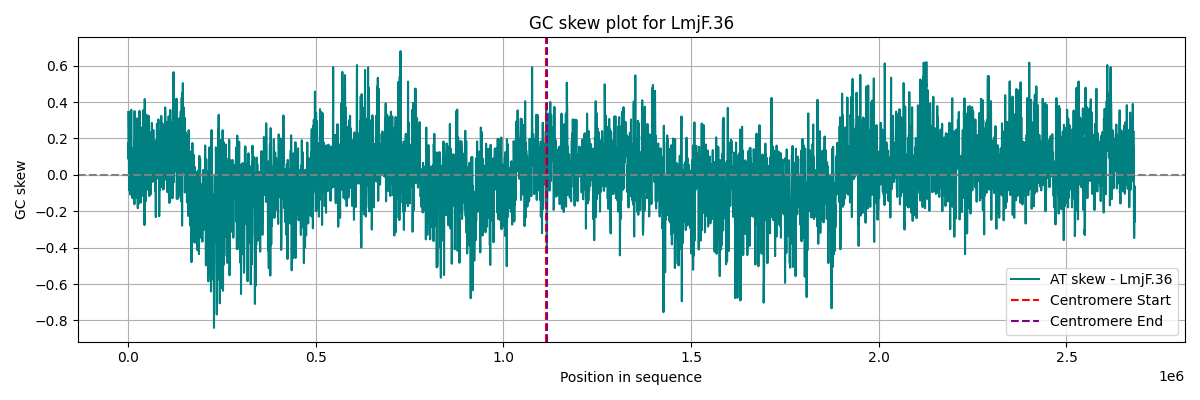 GC skew plot for LmjF.36
GC skew
0.6
0.4
0.2
0.0
−0.2
−0.4
−0.6
−0.8
AT skew - LmjF.36
Centromere Start
Centromere End
0.0 0.5 1.0 1.5 2.0 2.5
1e6
Position in sequence